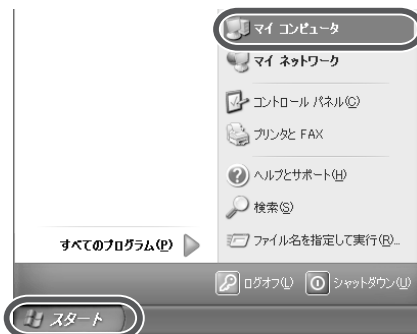 マイ コンピュータ
マイ ネットワーク
コントロール パネル(C)
プリンタと FAX
ヘルプとサポート(H)
検索(S)
ファイル名を指定して実行(R)...
すべてのプログラム(P)
ログオフ(L) シャットダウン(U)
スタート